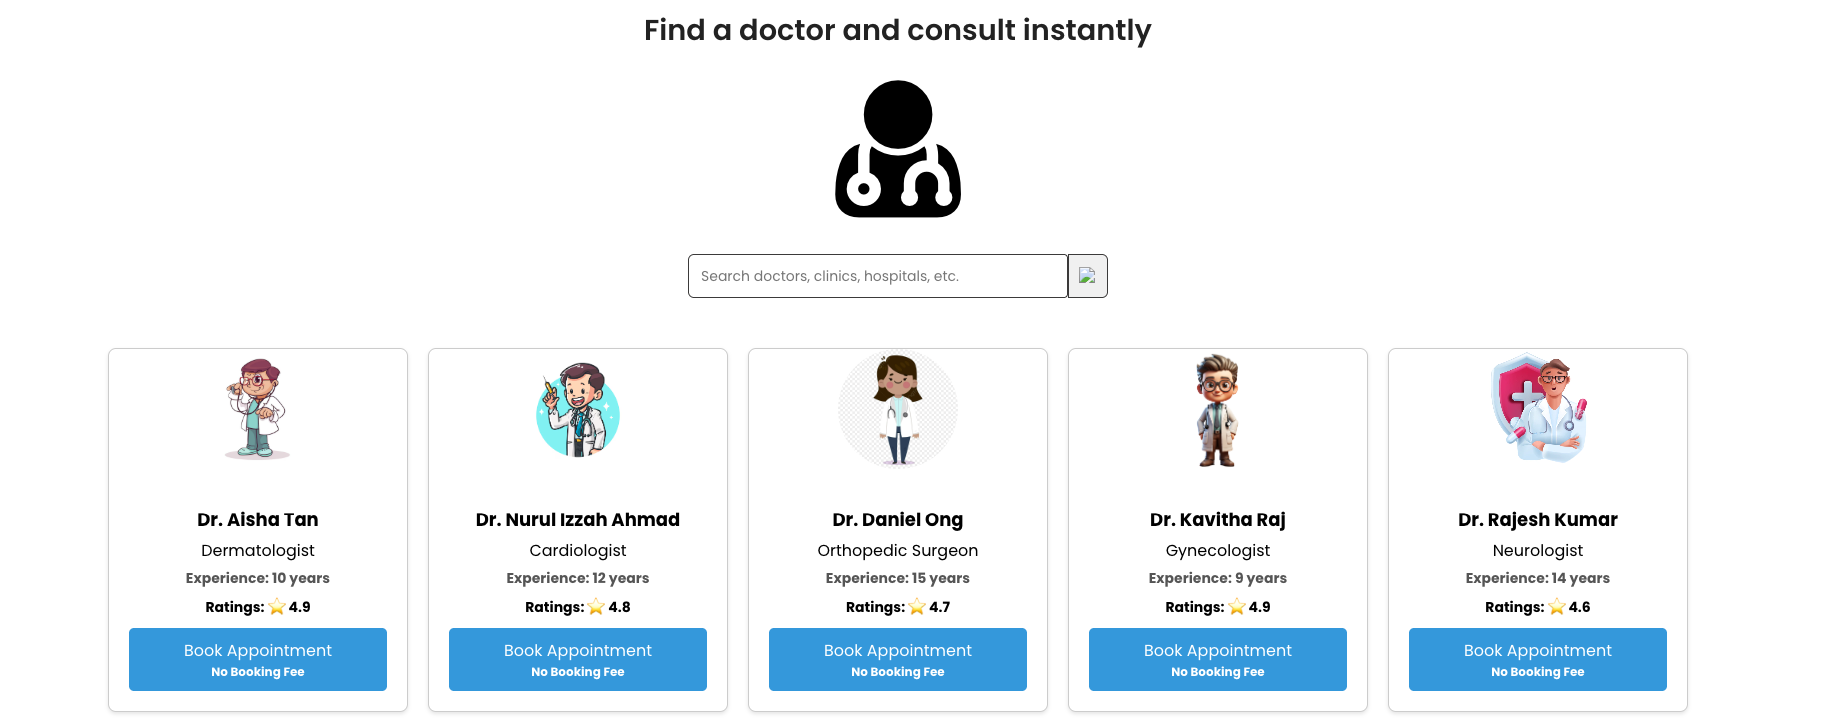 Find a doctor and consult instantly
Search doctors, clinics, hospitals, etc.
Dr. Aisha Tan
Dermatologist
Experience: 10 years
Ratings: ⭐ 4.9
Book Appointment
No Booking Fee
Dr. Nurul Izzah Ahmad
Cardiologist
Experience: 12 years
Ratings: ⭐ 4.8
Book Appointment
No Booking Fee
Dr. Daniel Ong
Orthopedic Surgeon
Experience: 15 years
Ratings: ⭐ 4.7
Book Appointment
No Booking Fee
Dr. Kavitha Raj
Gynecologist
Experience: 9 years
Ratings: ⭐ 4.9
Book Appointment
No Booking Fee
Dr. Rajesh Kumar
Neurologist
Experience: 14 years
Ratings: ⭐ 4.6
Book Appointment
No Booking Fee